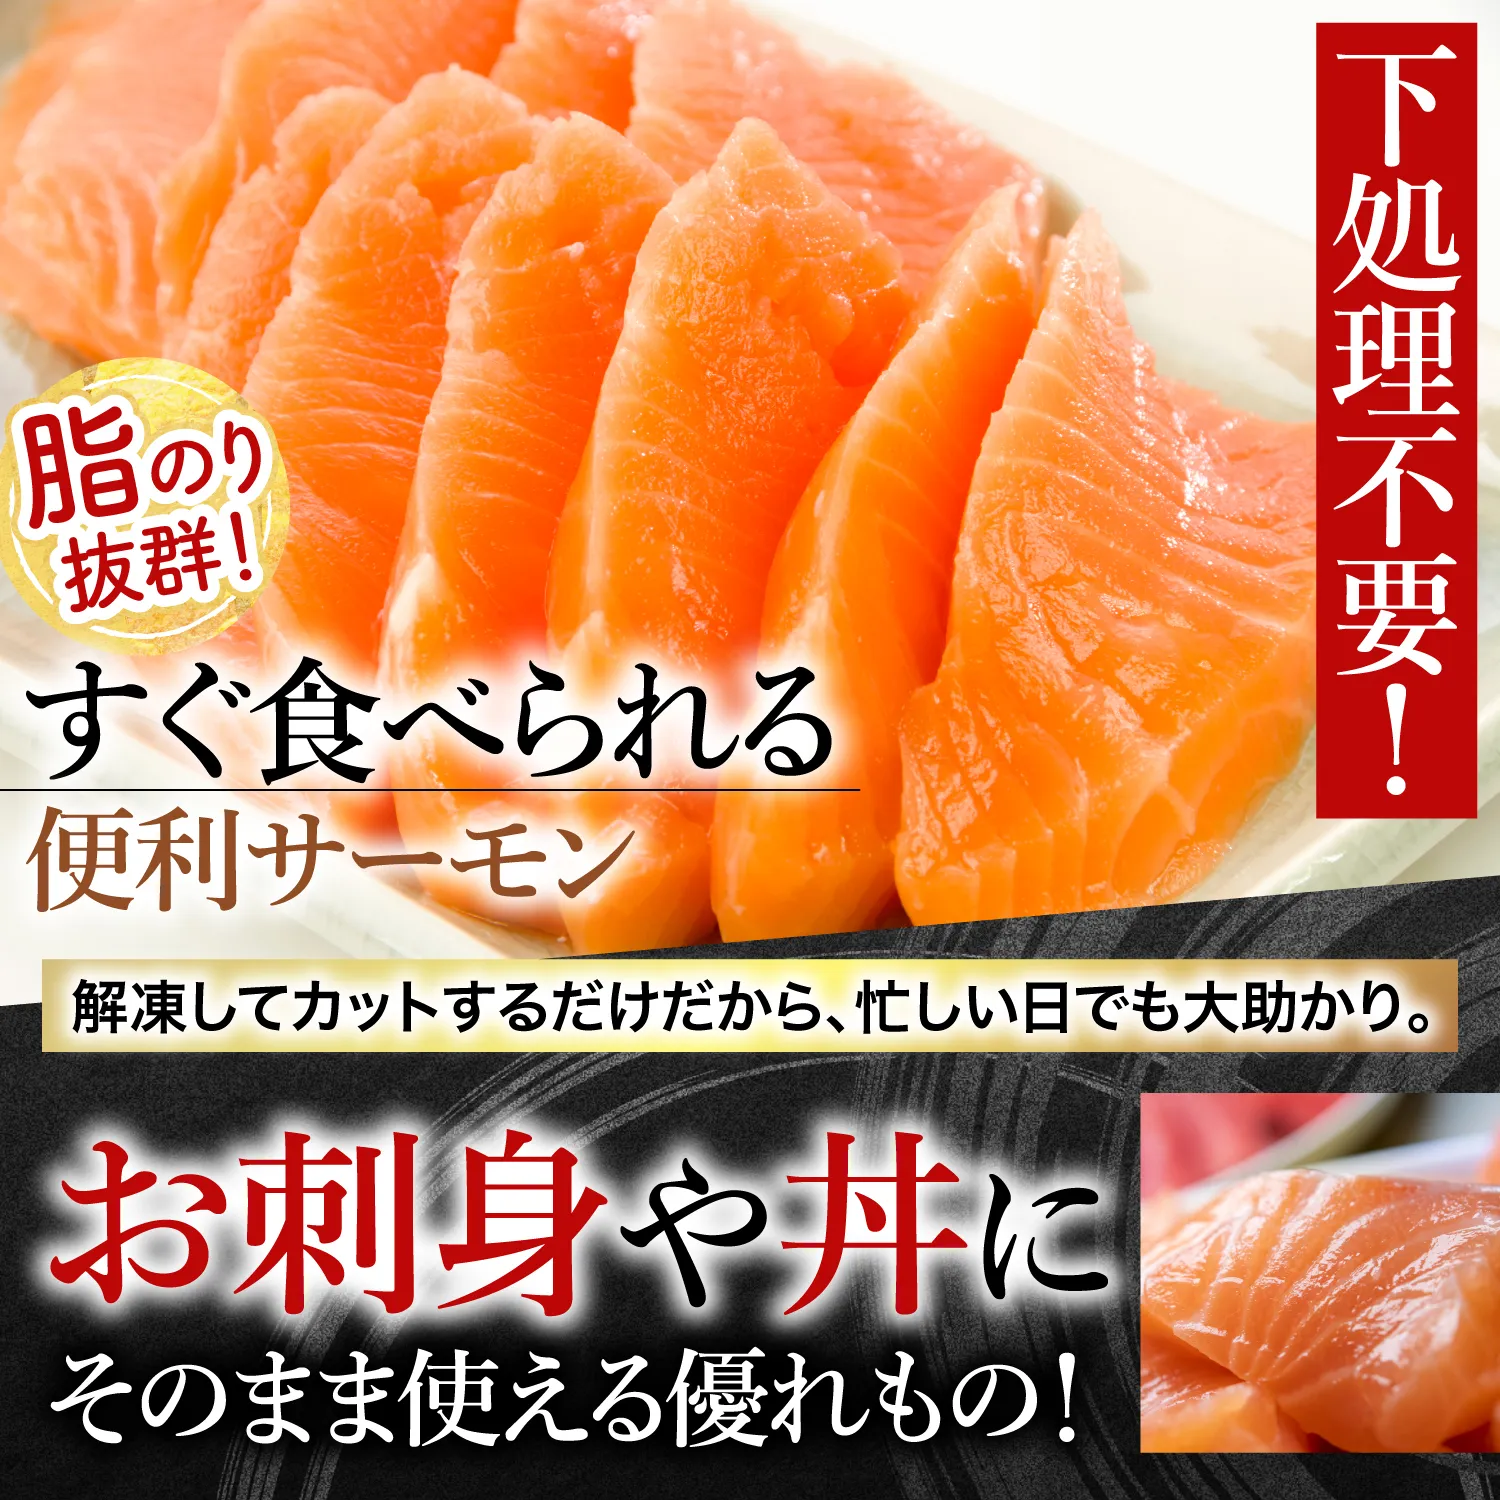 下処理不要！
脂のり
抜群！
すぐ食べられる
便利サーモン
解凍してカットするだけだから、忙しい日でも大助かり。
お刺身や丼に
そのまま使える優れもの！